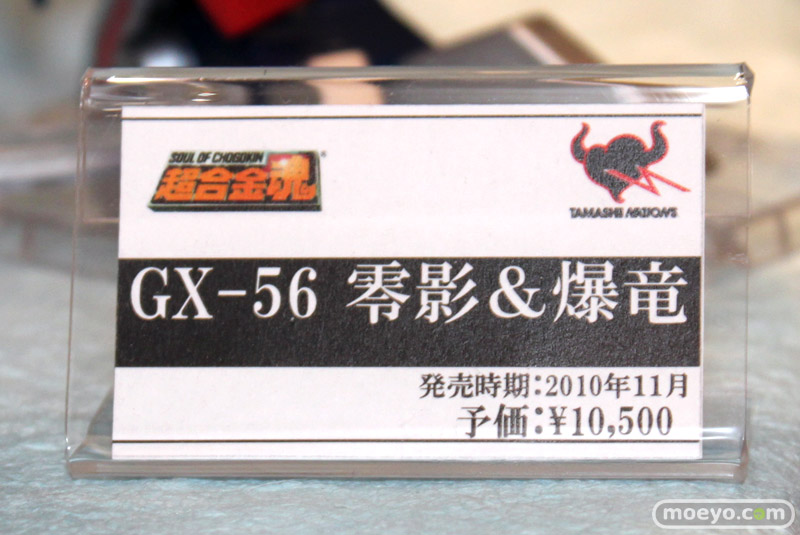 SOUL OF CHOGOKIN
超合金魂
TAMASHII NATIONS
GX-56 零影&爆竜
発売時期:2010年11月
予価:¥10,500
moeyo.com